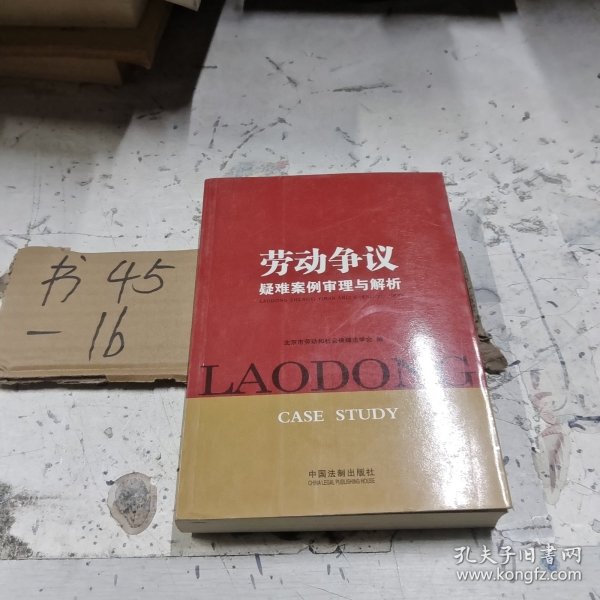 书 45
一 16
劳动争议
疑难案例审理与解析
北京市劳动和社会保障法学会 编
LAODONG
CASE STUDY
中国法制出版社
CHINA LEGAL PUBLISHING HOUSE
孔夫子旧书网
www.kongfz.com